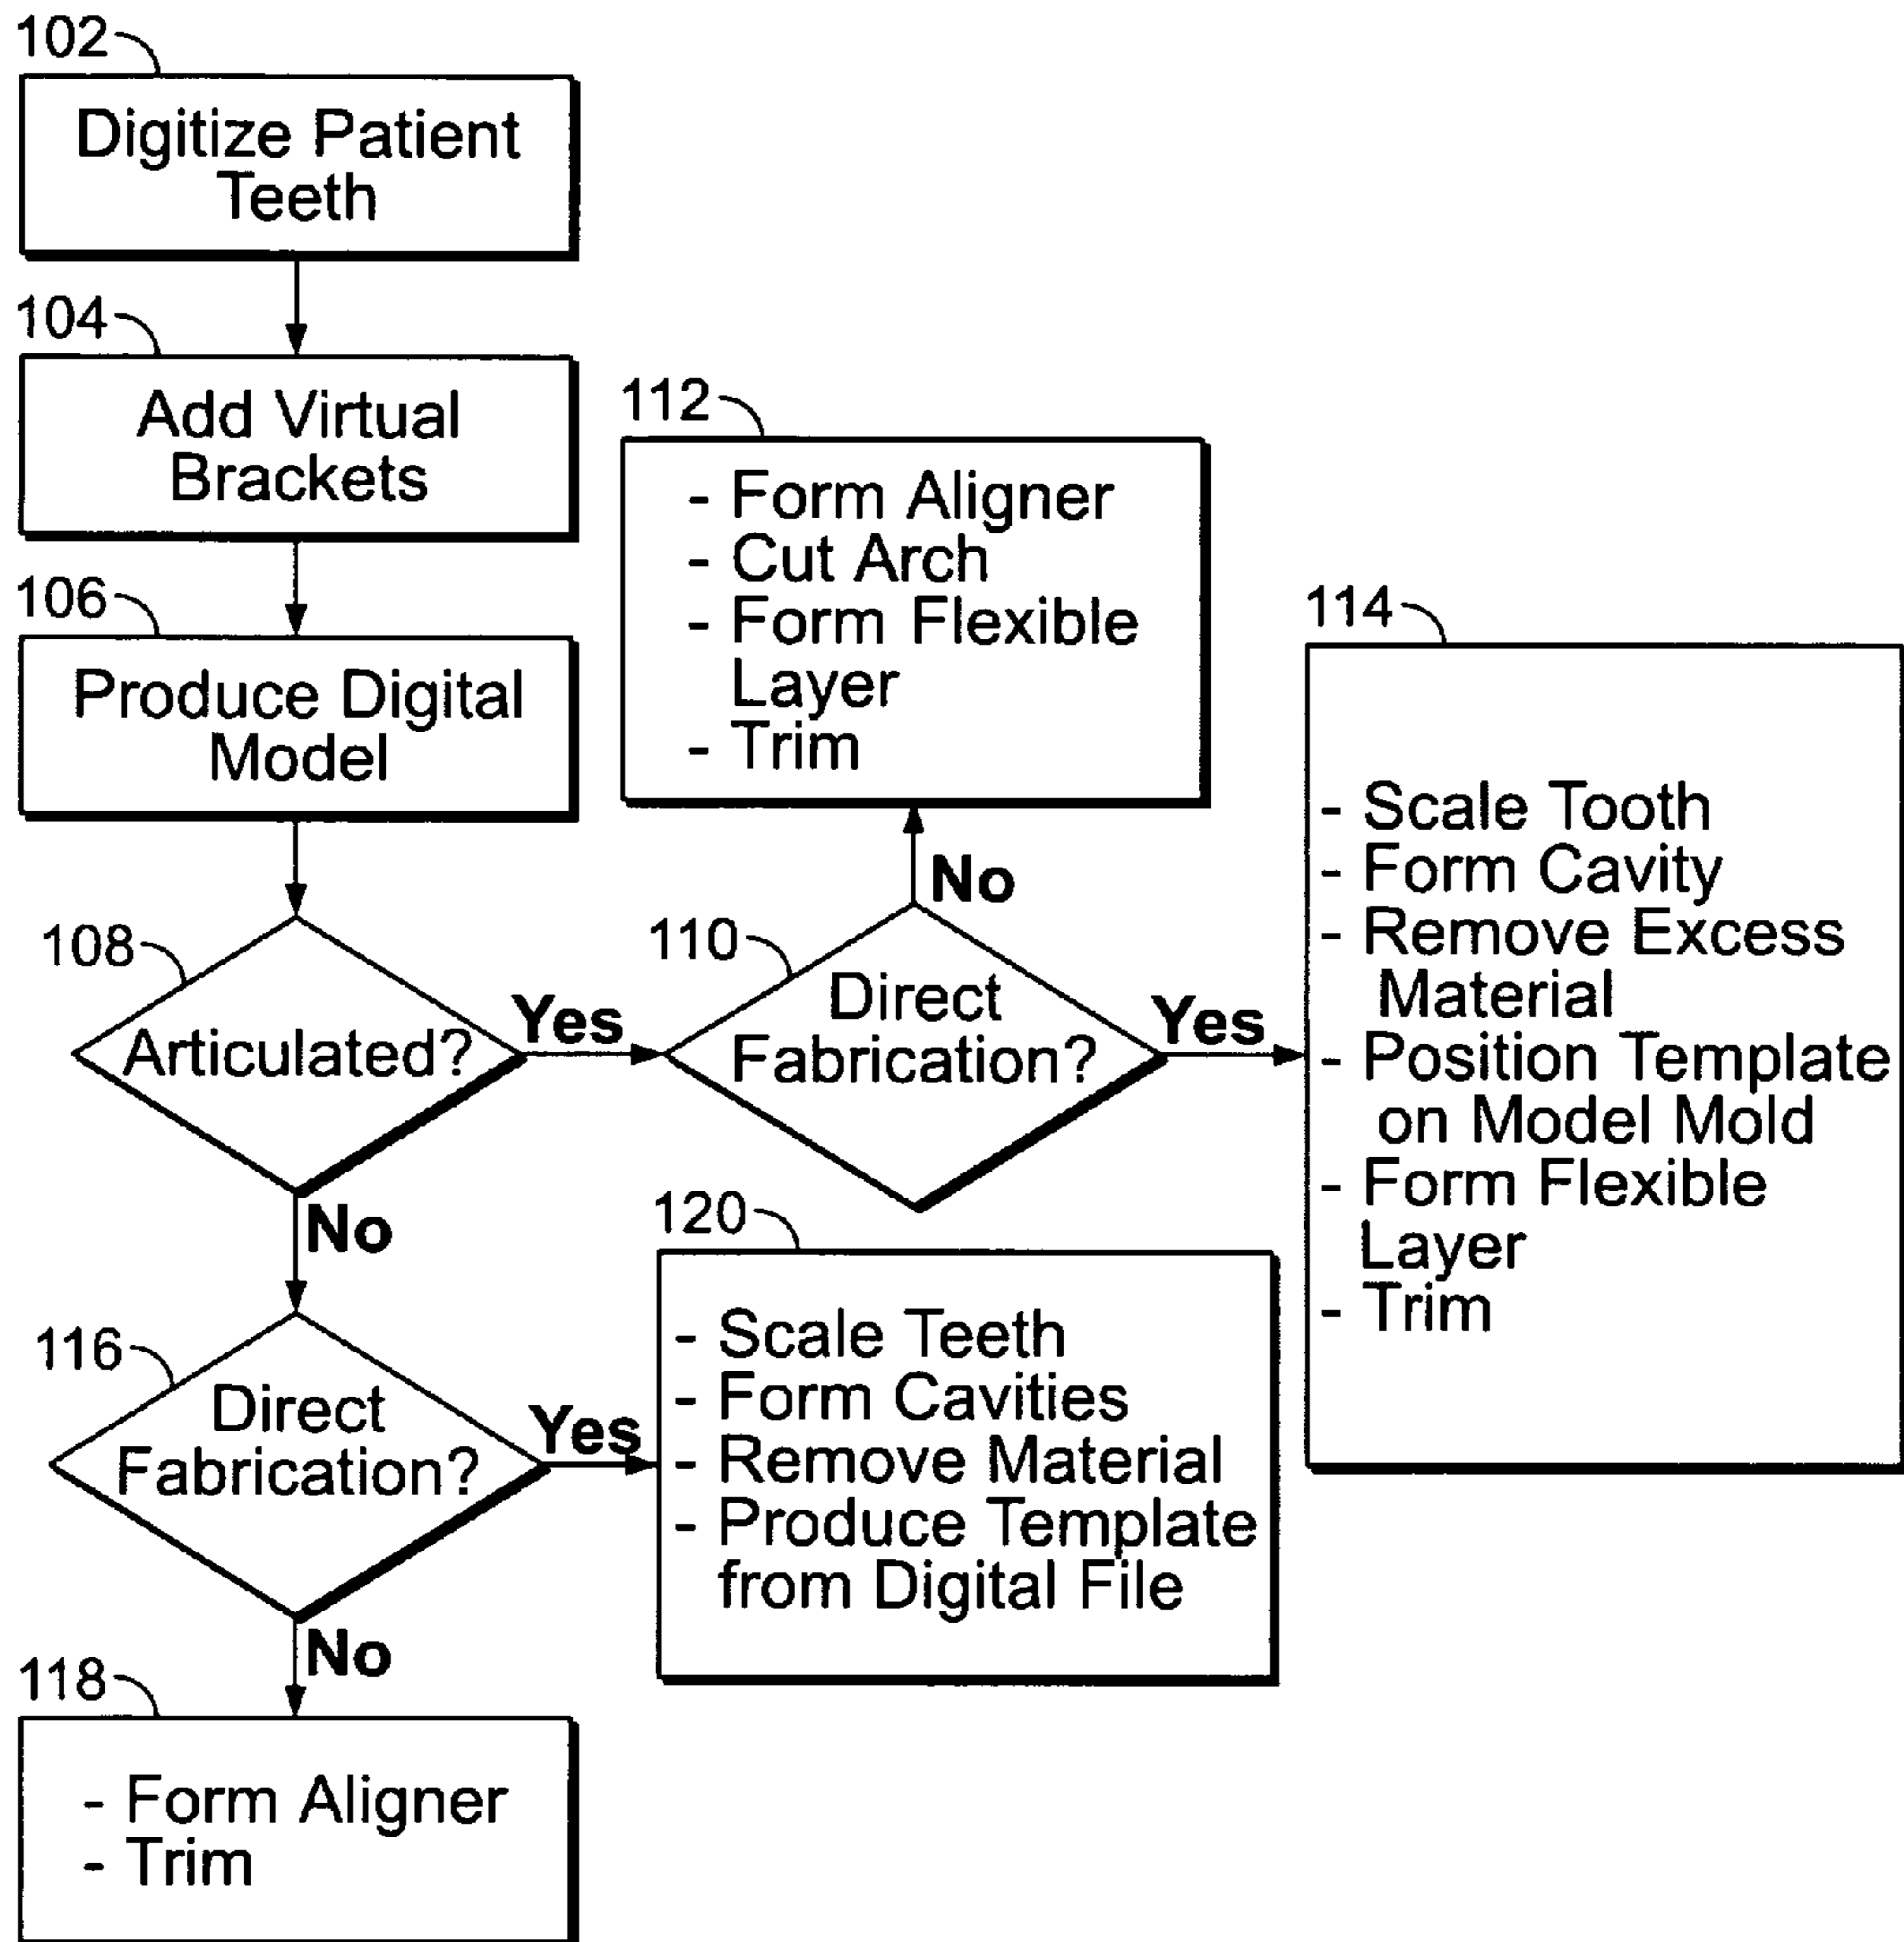 102
Digitize Patient
Teeth
104
Add Virtual
Brackets
106
Produce Digital
Model
108
Articulated?
Yes
No
110
Direct
Fabrication?
No
Yes
112
- Form Aligner
- Cut Arch
- Form Flexible
Layer
- Trim
114
- Scale Tooth
- Form Cavity
- Remove Excess
Material
- Position Template
on Model Mold
- Form Flexible
Layer
- Trim
116
Direct
Fabrication?
Yes
No
120
- Scale Teeth
- Form Cavities
- Remove Material
- Produce Template
from Digital File
118
- Form Aligner
- Trim